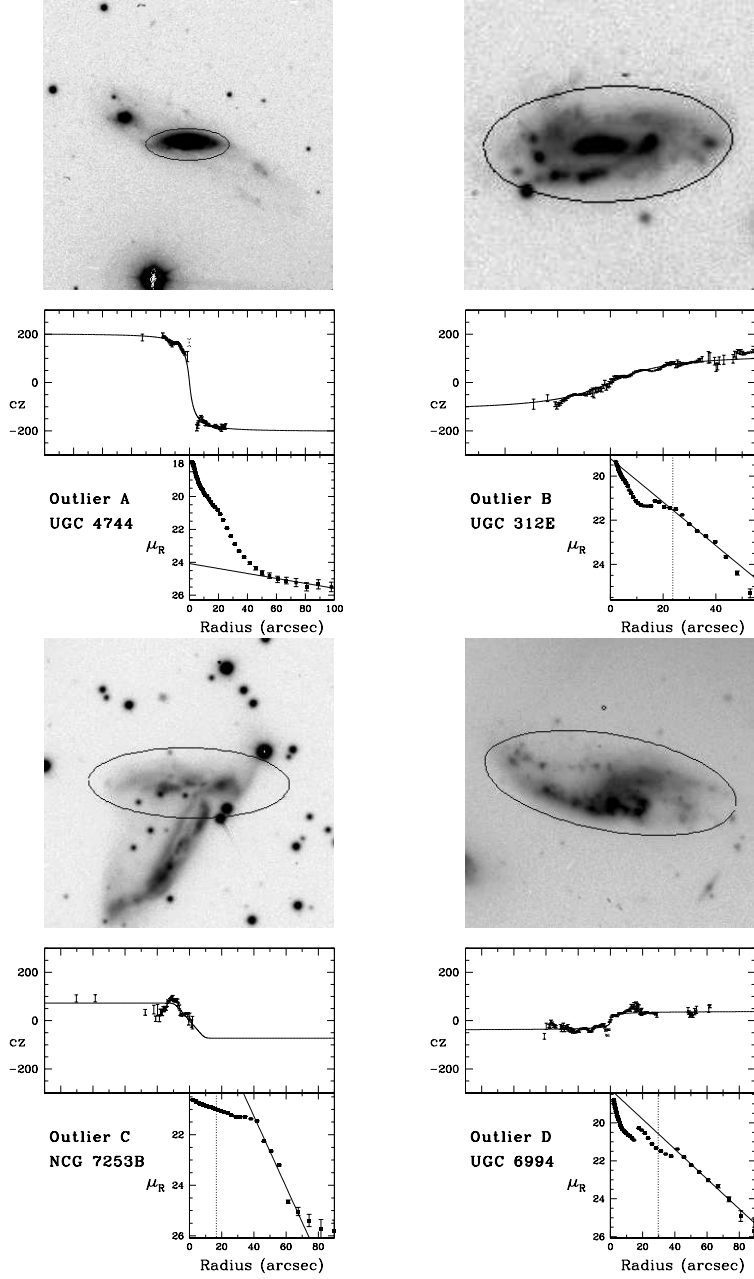 200
0
cz
−200
200
0
cz
−200
18
20
22
24
26
μR
Outlier A
UGC 4744
0 20 40 60 80 100
Radius (arcsec)
20
22
24
μR
Outlier B
UGC 312E
0 20 40
Radius (arcsec)
200
0
cz
−200
200
0
cz
−200
22
24
26
μR
Outlier C
NCG 7253B
0 20 40 60 80
Radius (arcsec)
20
22
24
26
μR
Outlier D
UGC 6994
0 20 40 60 80
Radius (arcsec)